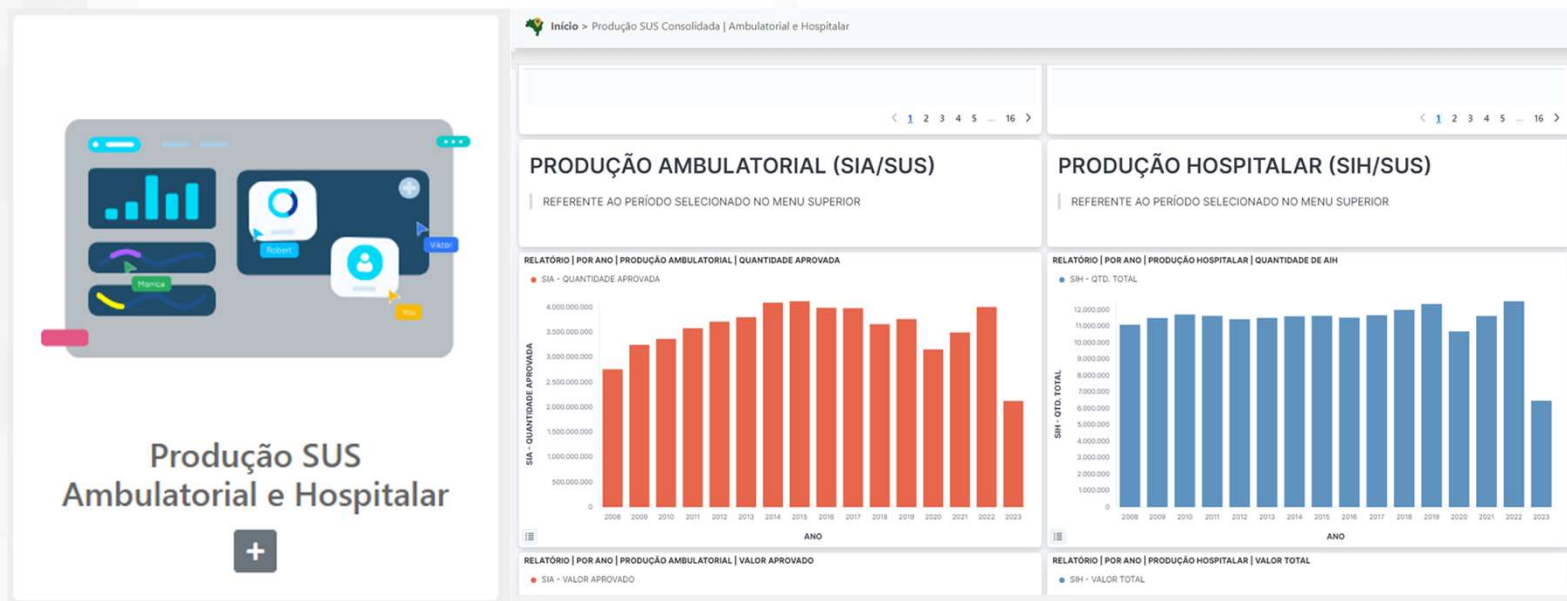 Robert
Viktor
Monica
You
Produção SUS
Ambulatorial e Hospitalar
+
Início > Produção SUS Consolidada | Ambulatorial e Hospitalar
< 1 2 3 4 5 ... 16 >
< 1 2 3 4 5 ... 16 >
PRODUÇÃO AMBULATORIAL (SIA/SUS)
REFERENTE AO PERÍODO SELECIONADO NO MENU SUPERIOR
PRODUÇÃO HOSPITALAR (SIH/SUS)
REFERENTE AO PERÍODO SELECIONADO NO MENU SUPERIOR
RELATÓRIO | POR ANO | PRODUÇÃO AMBULATORIAL | QUANTIDADE APROVADA
SIA - QUANTIDADE APROVADA
SIA - QUANTIDADE APROVADA
4.000.000.000
3.500.000.000
3.000.000.000
2.500.000.000
2.000.000.000
1.500.000.000
1.000.000.000
500.000.000
0
2008 2009 2010 2011 2012 2013 2014 2015 2016 2017 2018 2019 2020 2021 2022 2023
ANO
RELATÓRIO | POR ANO | PRODUÇÃO HOSPITALAR | QUANTIDADE DE AIH
SIH - QTD. TOTAL
SIH - QTD. TOTAL
12.000.000
11.000.000
10.000.000
9.000.000
8.000.000
7.000.000
6.000.000
5.000.000
4.000.000
3.000.000
2.000.000
1.000.000
0
2008 2009 2010 2011 2012 2013 2014 2015 2016 2017 2018 2019 2020 2021 2022 2023
ANO
RELATÓRIO | POR ANO | PRODUÇÃO AMBULATORIAL | VALOR APROVADO
SIA - VALOR APROVADO
RELATÓRIO | POR ANO | PRODUÇÃO HOSPITALAR | VALOR TOTAL
SIH - VALOR TOTAL